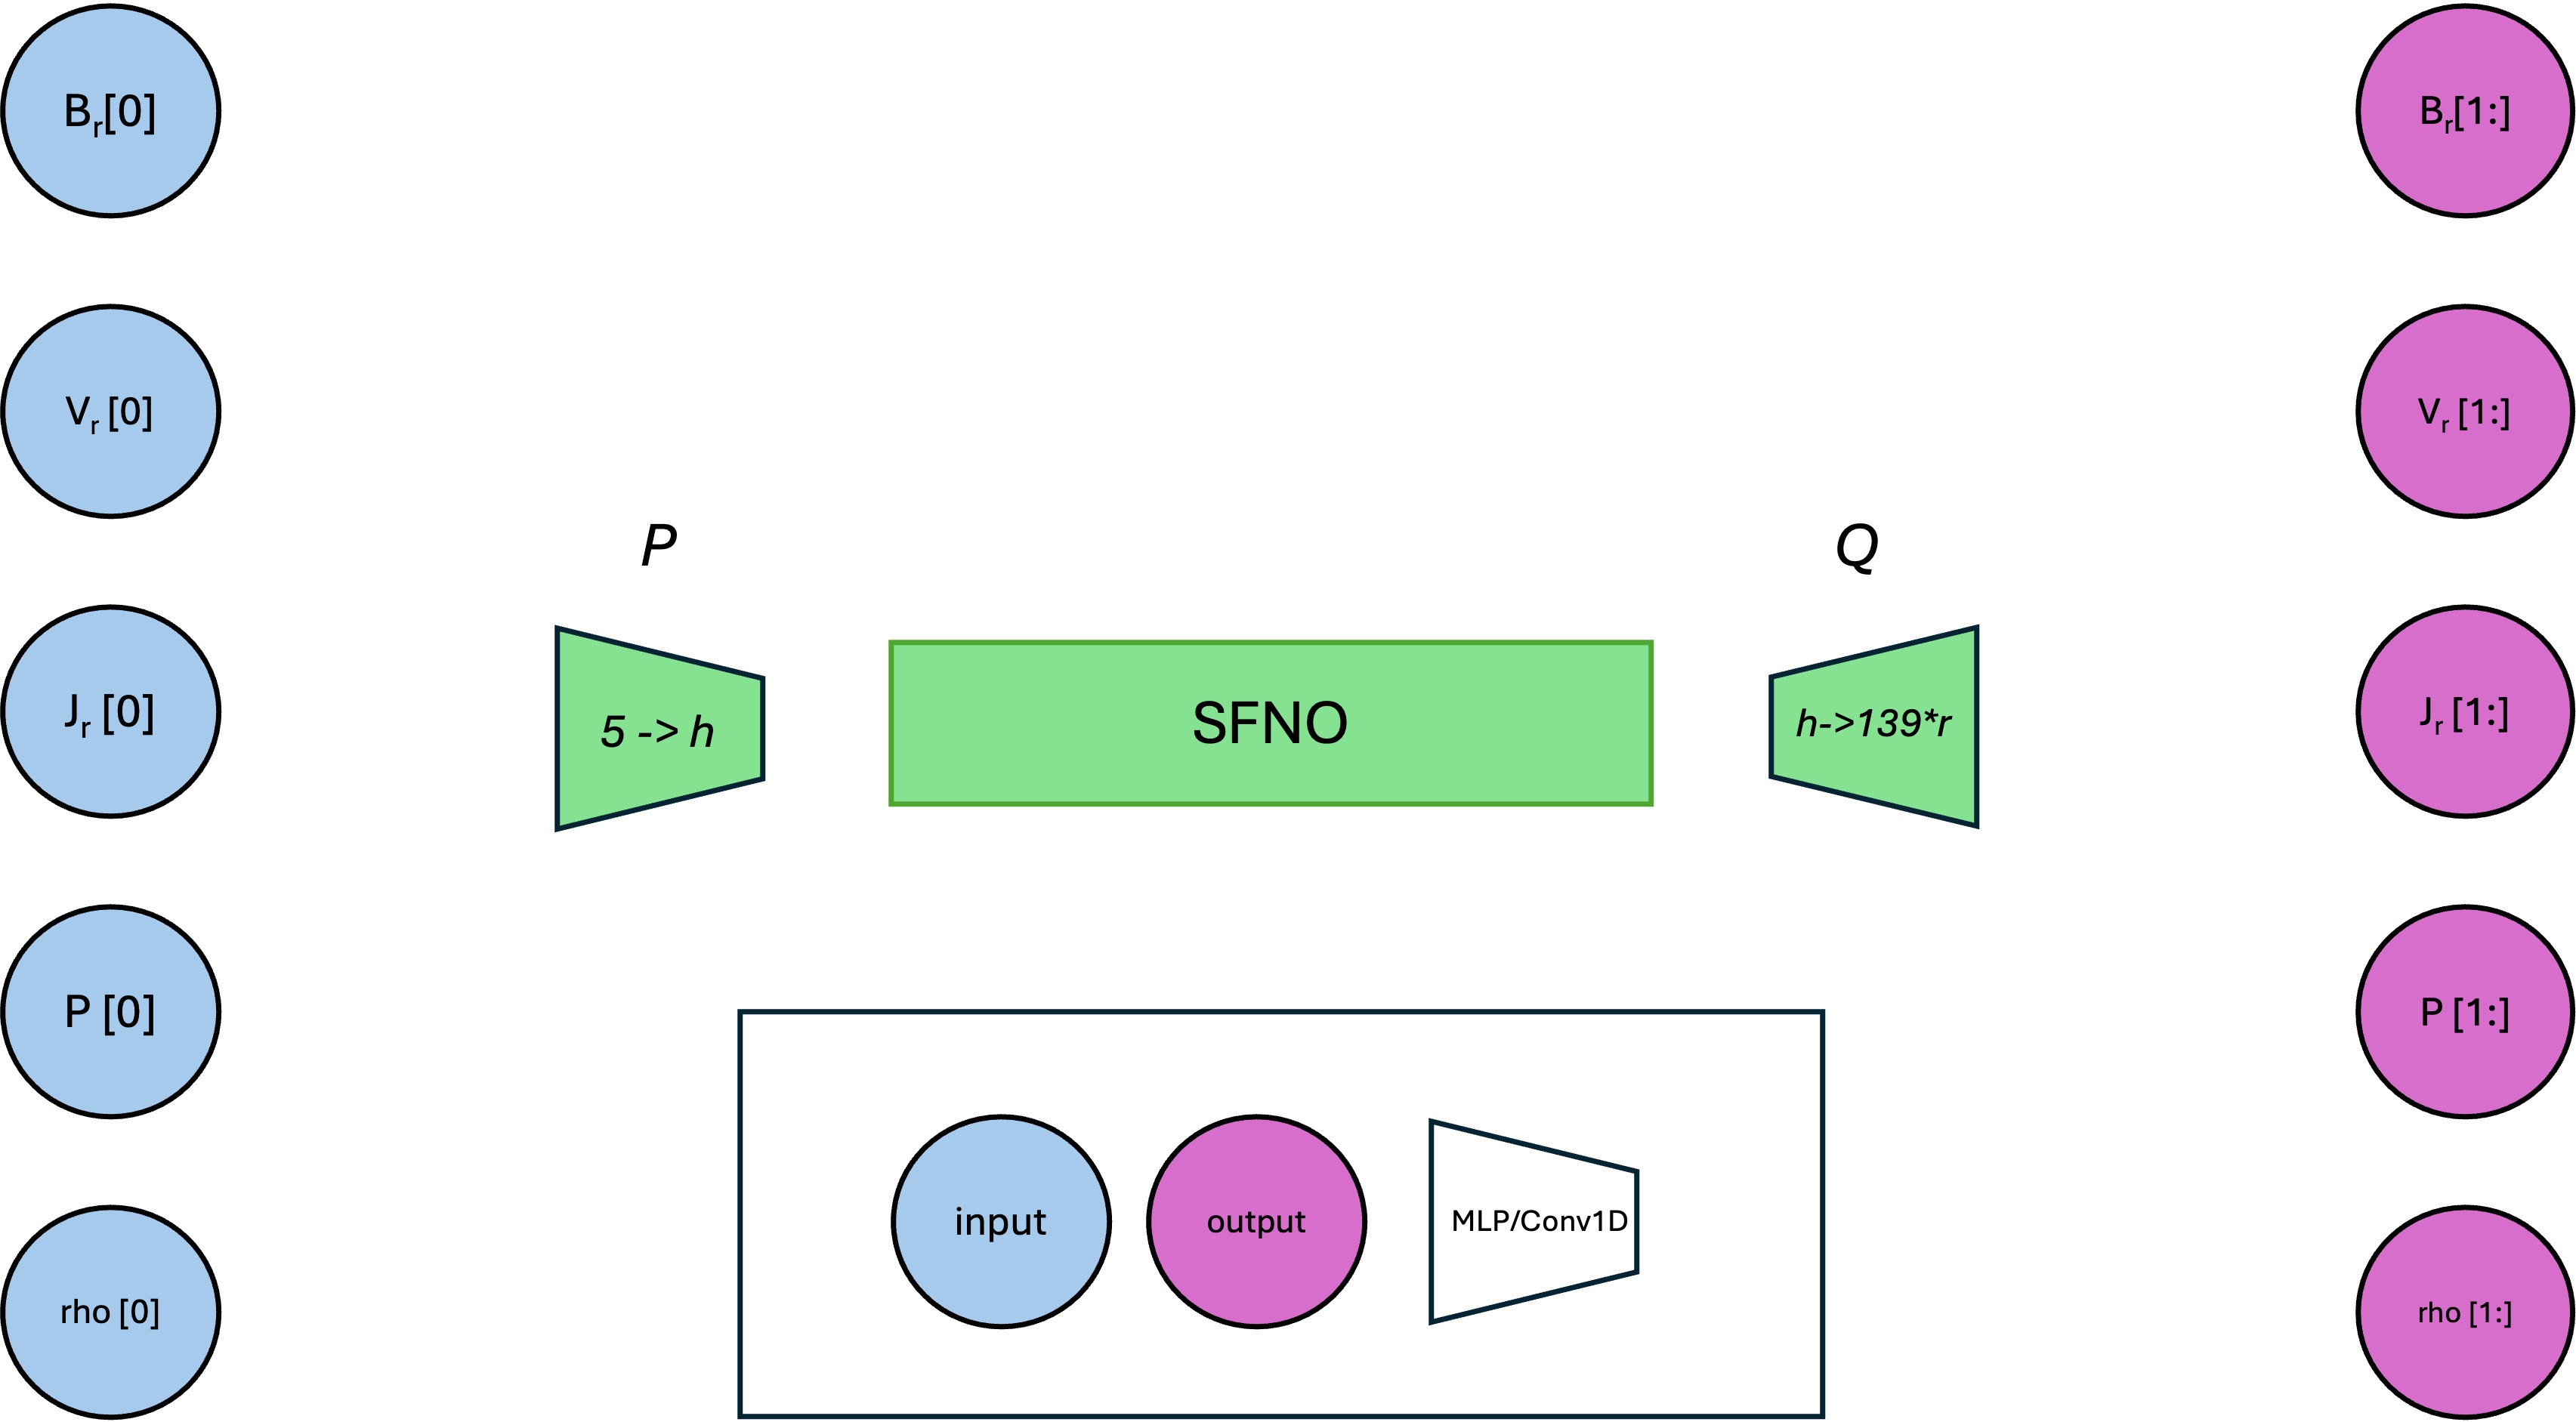 B_r[0]
V_r [0]
J_r [0]
P [0]
rho [0]
P
5 -> h
SFNO
Q
h->139*r
B_r[1:]
V_r [1:]
J_r [1:]
P [1:]
rho [1:]
input
output
MLP/Conv1D